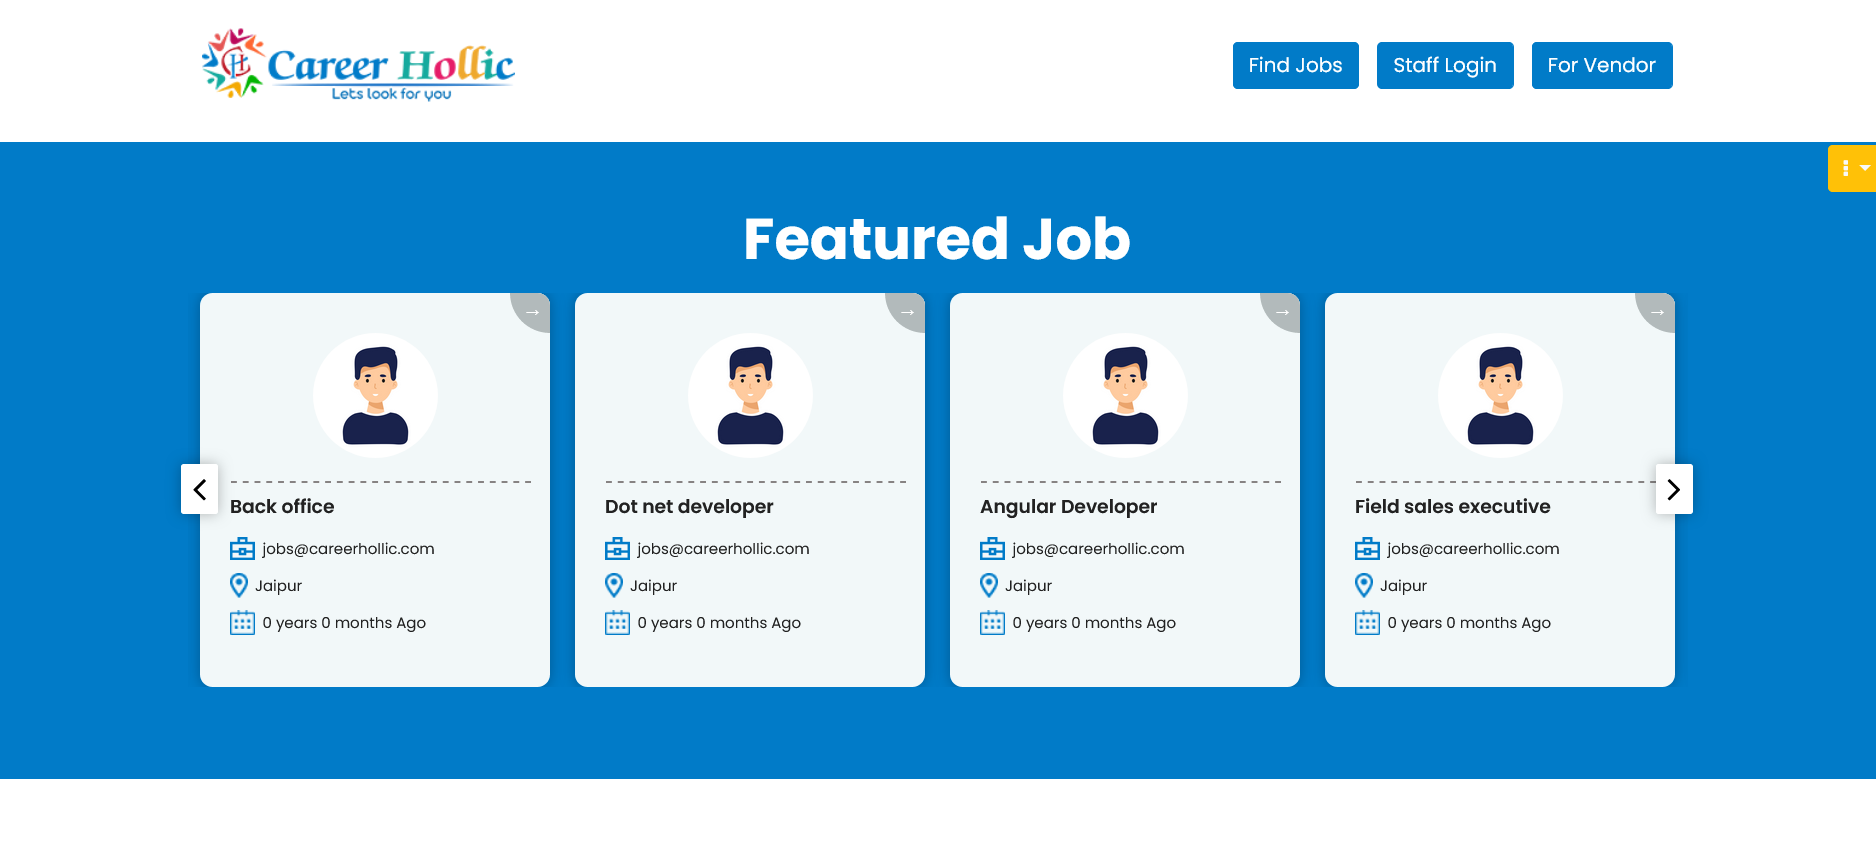 Career Hollic
Lets look for you
Find Jobs
Staff Login
For Vendor
Featured Job
Back office
jobs@careerhollic.com
Jaipur
0 years 0 months Ago
Dot net developer
jobs@careerhollic.com
Jaipur
0 years 0 months Ago
Angular Developer
jobs@careerhollic.com
Jaipur
0 years 0 months Ago
Field sales executive
jobs@careerhollic.com
Jaipur
0 years 0 months Ago